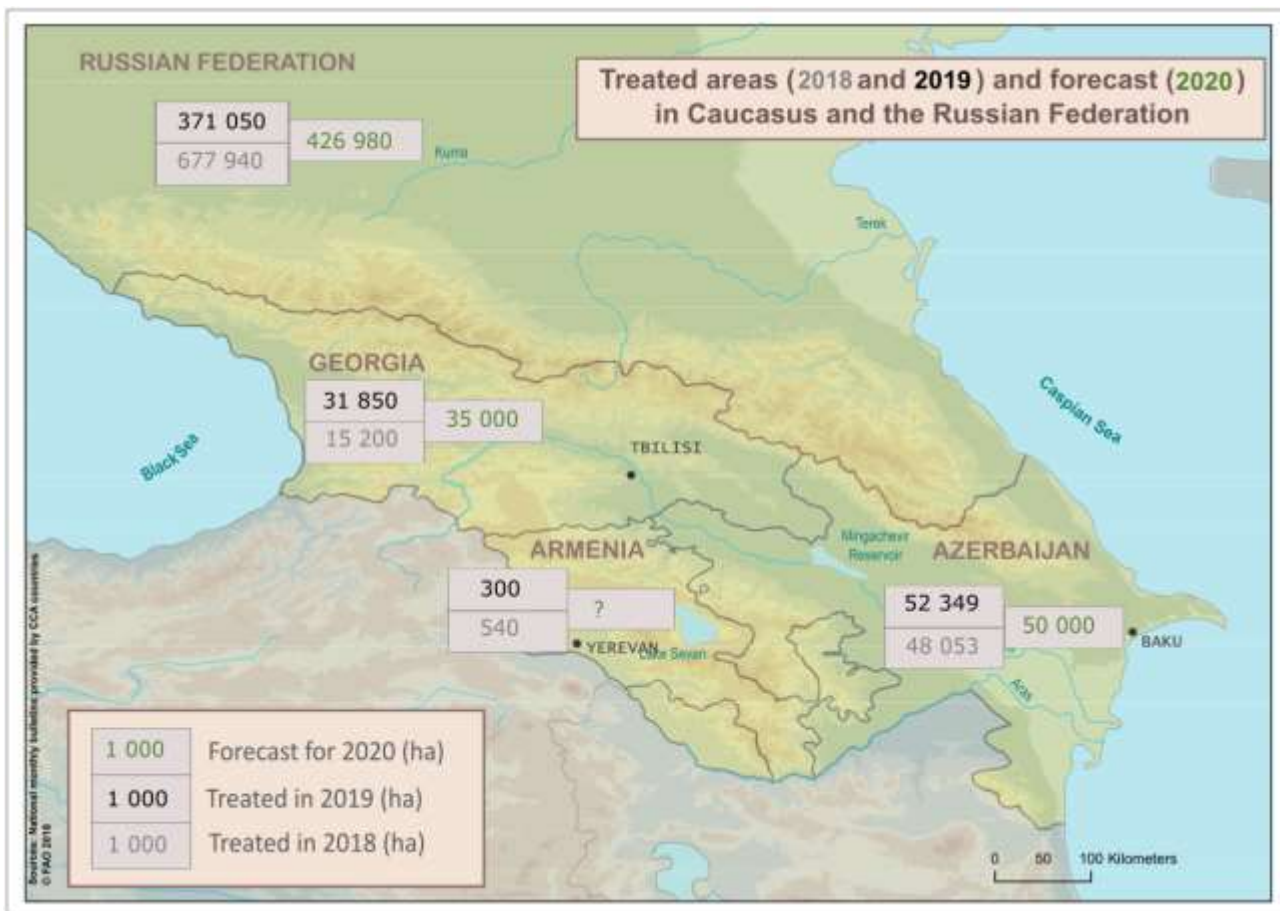 RUSSIAN FEDERATION
Treated areas (2018 and 2019) and forecast (2020)
in Caucasus and the Russian Federation
371 050
677 940
426 980
Kuma
Terek
Caspian Sea
Black Sea
GEORGIA
31 850
15 200
35 000
TBILISI
ARMENIA
300
540
?
YEREVAN
Lake Sevan
Mingachevir
Reservoir
AZERBAIJAN
52 349
48 053
50 000
BAKU
Aras
1 000 Forecast for 2020 (ha)
1 000 Treated in 2019 (ha)
1 000 Treated in 2018 (ha)
0 50 100 Kilometers
Sources: National monthly bulletins provided by CCA countries
© FAO 2019